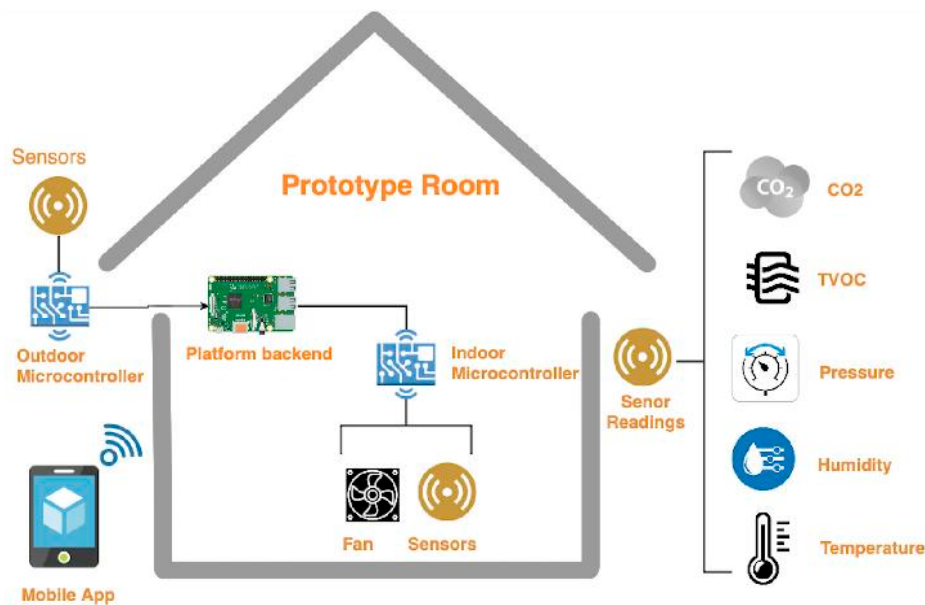 Prototype Room
Sensors
Outdoor
Microcontroller
Platform backend
Indoor
Microcontroller
Fan
Sensors
Mobile App
Senor
Readings
CO2
CO₂
TVOC
Pressure
Humidity
Temperature